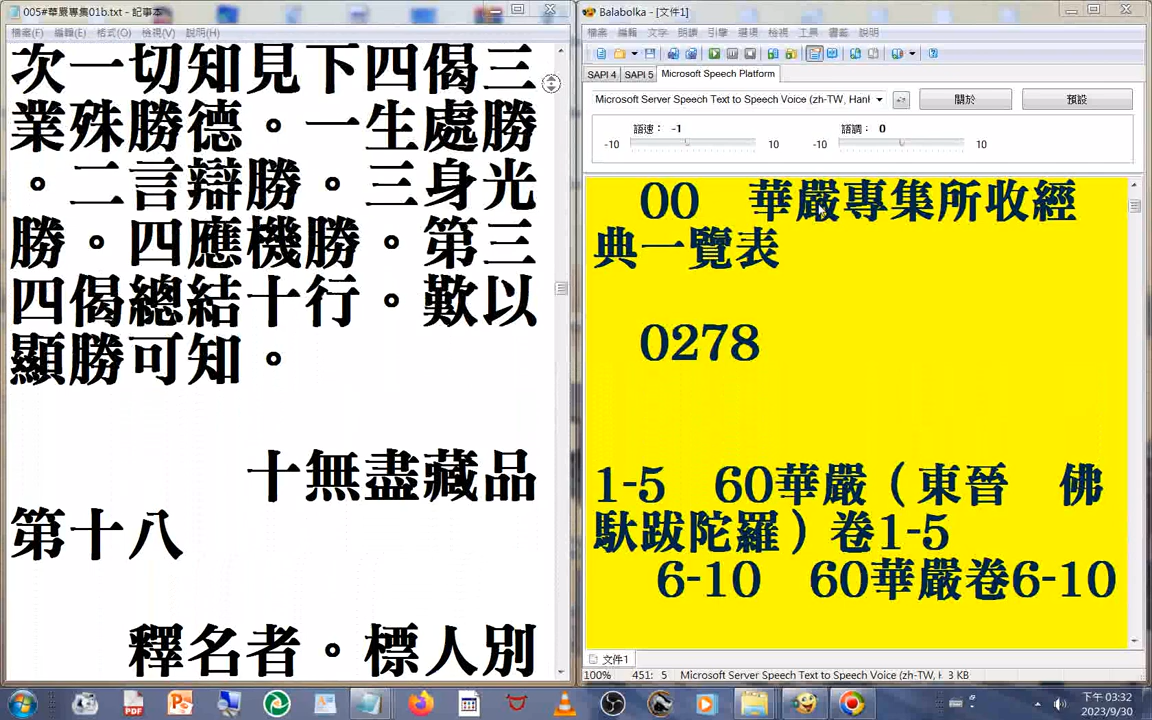 005#華嚴專集01b.txt - 記事本
檔案(F) 編輯(E) 格式(O) 檢視(V) 說明(H)
次一切知見下四偈三
業殊勝德。一生處勝
。二言辯勝。三身光
勝。四應機勝。第三
四偈總結十行。歎以
顯勝可知。
十無盡藏品
第十八
釋名者。標人別
Balabolka - [文件1]
檔案 編輯 文字 朗讀 引擎 選項 檢視 工具 書籤 說明
SAPI 4 SAPI 5 Microsoft Speech Platform
Microsoft Server Speech Text to Speech Voice (zh-TW, Hanl
關於
預設
語速: -1
語調: 0
-10 10 -10 10
00 華嚴專集所收經
典一覽表
0278
1-5 60華嚴(東晉 佛
馱跋陀羅)卷1-5
6-10 60華嚴卷6-10
文件1
100% 451: 5 Microsoft Server Speech Text to Speech Voice (zh-TW, H 3 KB
PDF
下午 03:32
2023/9/30